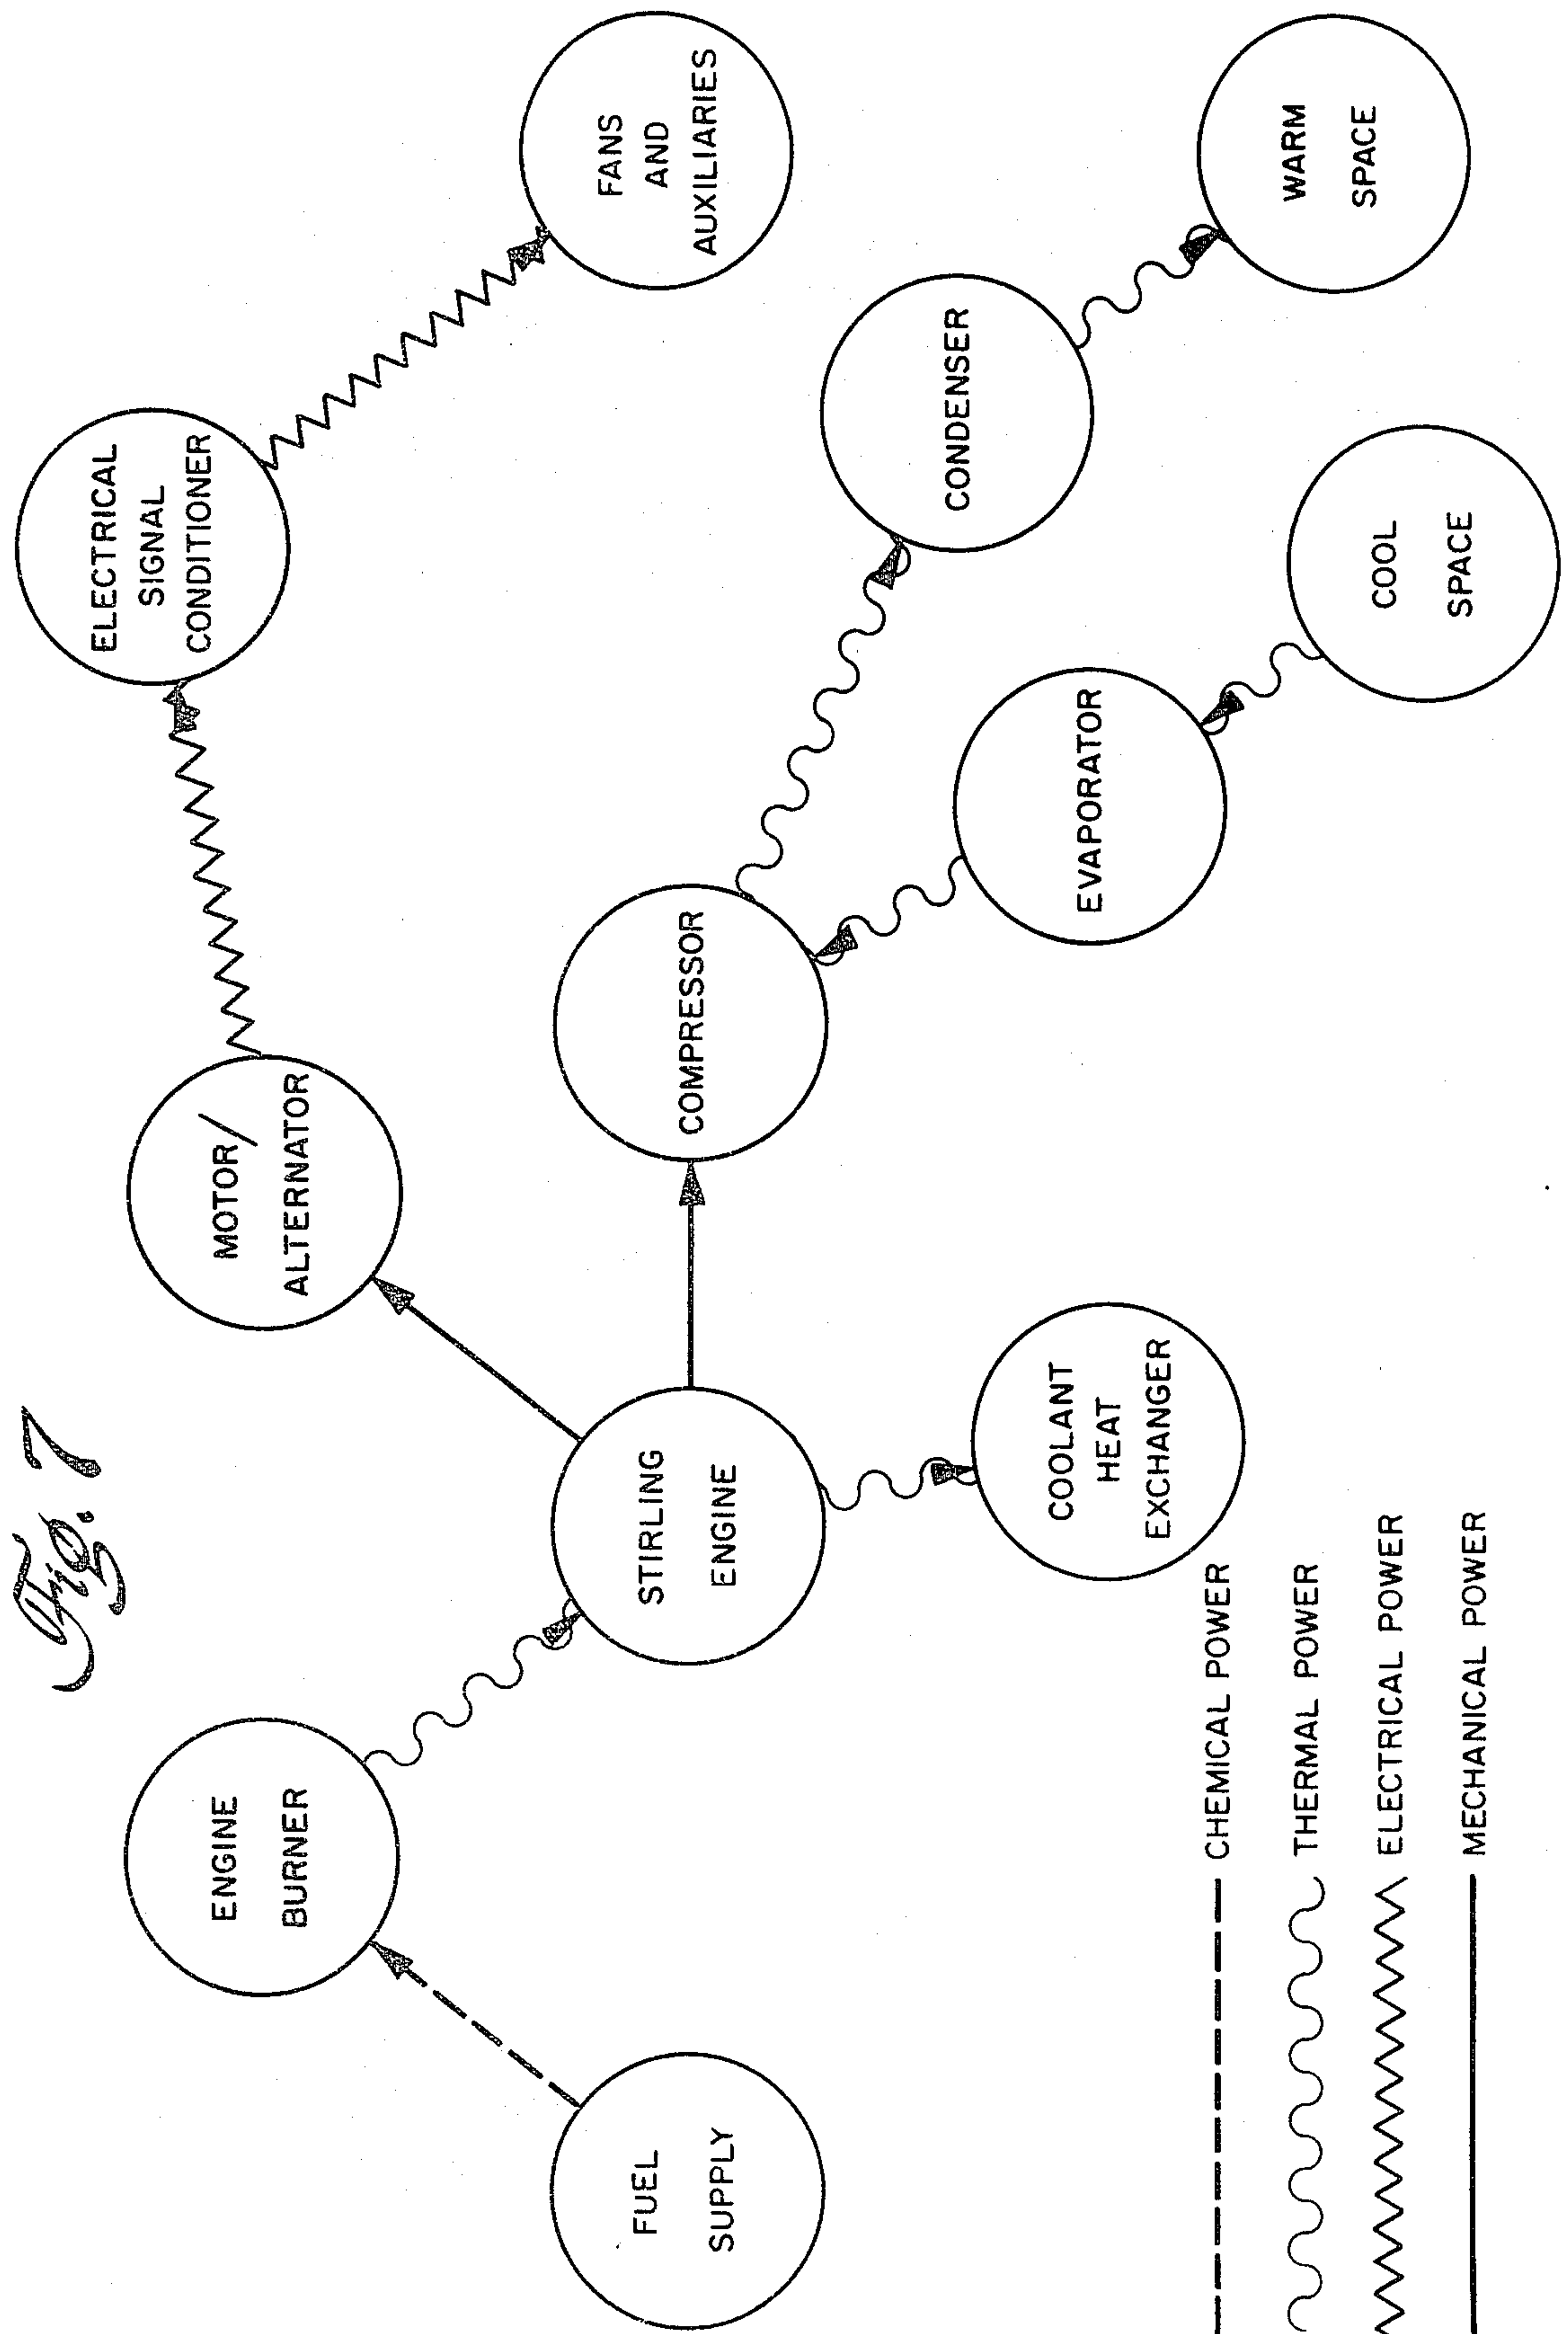 Fig. 7
FUEL
SUPPLY
ENGINE
BURNER
STIRLING
ENGINE
COOLANT
HEAT
EXCHANGER
MOTOR/
ALTERNATOR
COMPRESSOR
ELECTRICAL
SIGNAL
CONDITIONER
FANS
AND
AUXILIARIES
EVAPORATOR
CONDENSER
COOL
SPACE
WARM
SPACE
CHEMICAL POWER
THERMAL POWER
ELECTRICAL POWER
MECHANICAL POWER